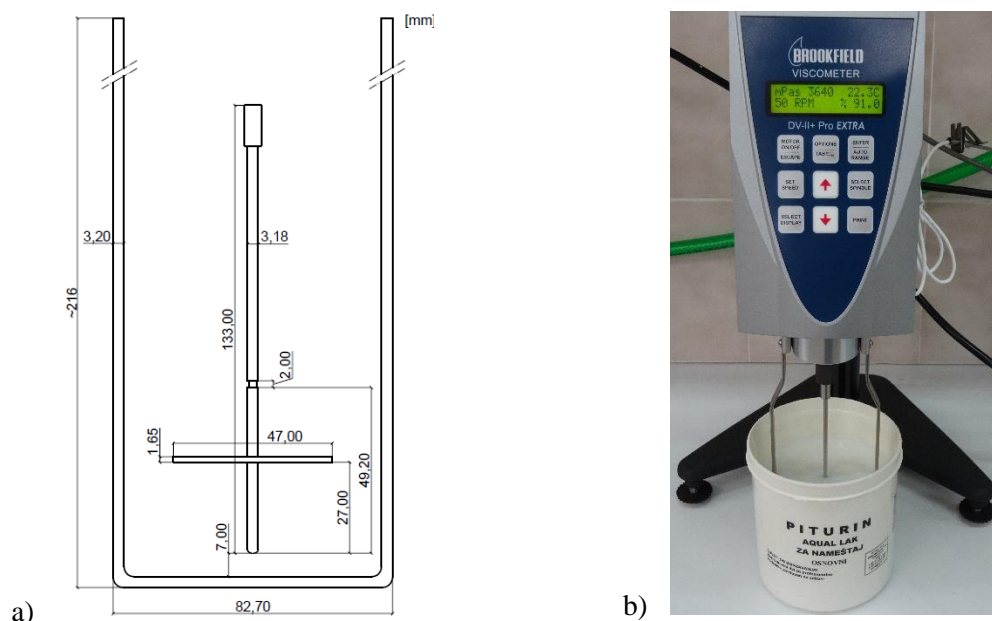 [mm]
3,20
3,18
~216
133,00
2,00
1,65
47,00
49,20
27,00
7,00
82,70
a)
BROOKFIELD
VISCOMETER
mPas 3640 22.3C
50 RPM % 91.0
DV-II+ Pro EXTRA
MOTOR ON/OFF
ESCAPE
OPTIONS
ENTER
AUTO RANGE
SET SPEED
SELECT SPINDLE
SELECT DISPLAY
PRINT
PITURIN
AQUAL LAK
ZA NAMEŠTAJ
OSNOVNI
b)